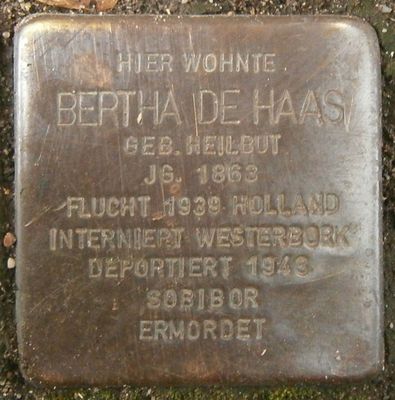 HIER WOHNTE
BERTHA DE HAAS
GEB. HEILBUT
JG. 1863
FLUCHT 1939 HOLLAND
INTERNIERT WESTERBORK
DEPORTIERT 1943
SOBIBOR
ERMORDET